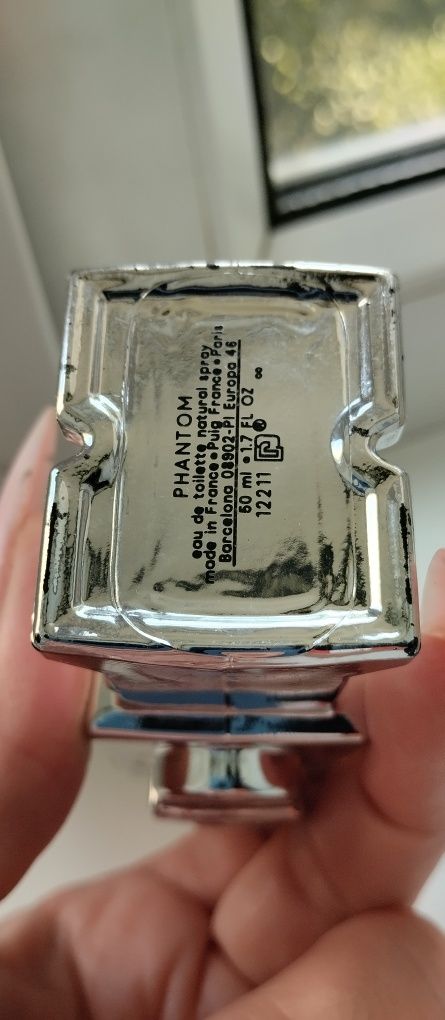 PHANTOM
eau de toilette natural spray
made in France • Puig France • Paris
Barcelona 08902-Pl Europa 46
50 ml • 1.7 FL OZ
12211